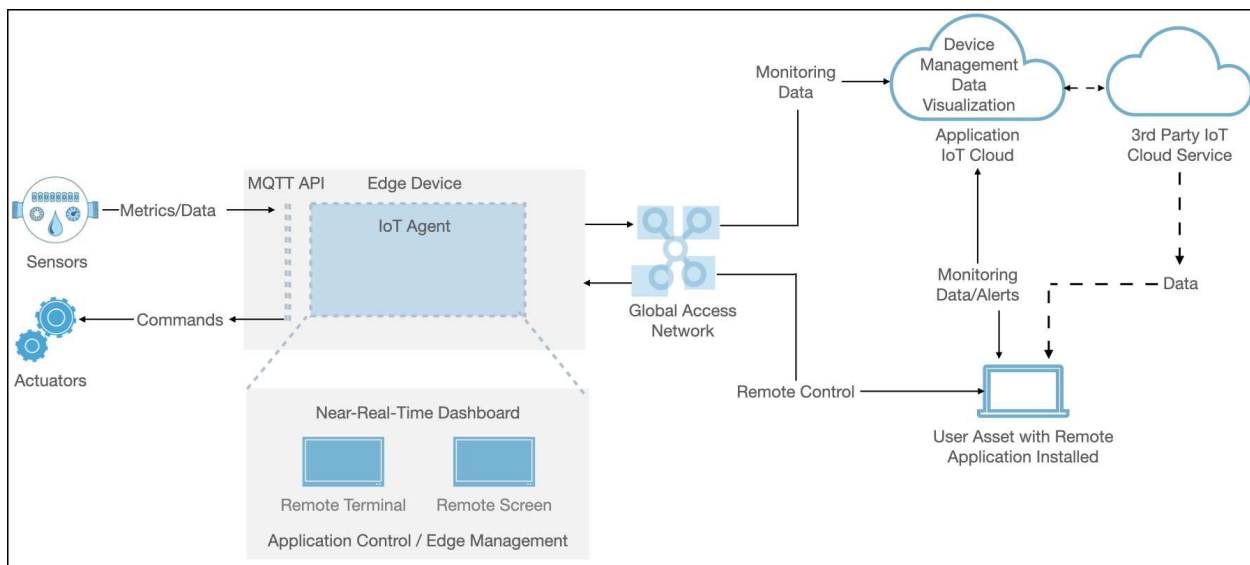 Device
Management
Data
Visualization
Monitoring
Data
Application
IoT Cloud
3rd Party IoT
Cloud Service
MQTT API
Edge Device
IoT Agent
Metrics/Data
Sensors
Commands
Actuators
Global Access
Network
Monitoring
Data/Alerts
Data
Remote Control
User Asset with Remote
Application Installed
Near-Real-Time Dashboard
Remote Terminal
Remote Screen
Application Control / Edge Management